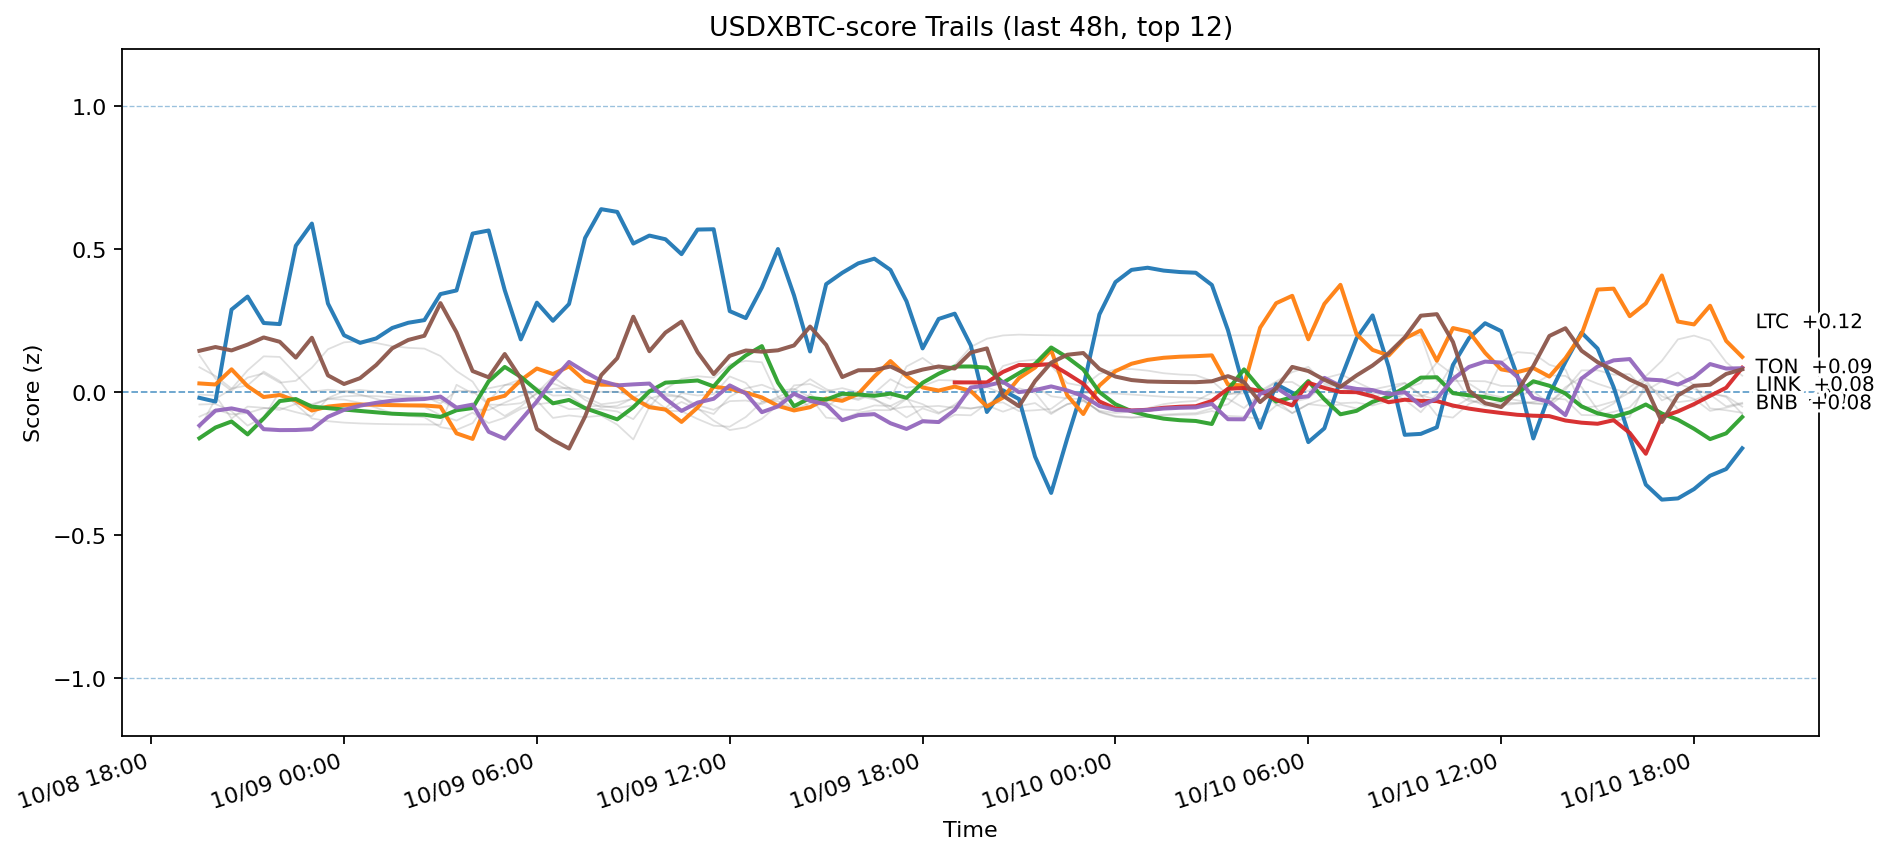 USDXBTC-score Trails (last 48h, top 12)
Score (z)
1.0
0.5
0.0
−0.5
−1.0
LTC +0.12
TON +0.09
LINK +0.08
BNB +0.08
10/08 18:00
10/09 00:00
10/09 06:00
10/09 12:00
10/09 18:00
10/10 00:00
10/10 06:00
10/10 12:00
10/10 18:00
Time